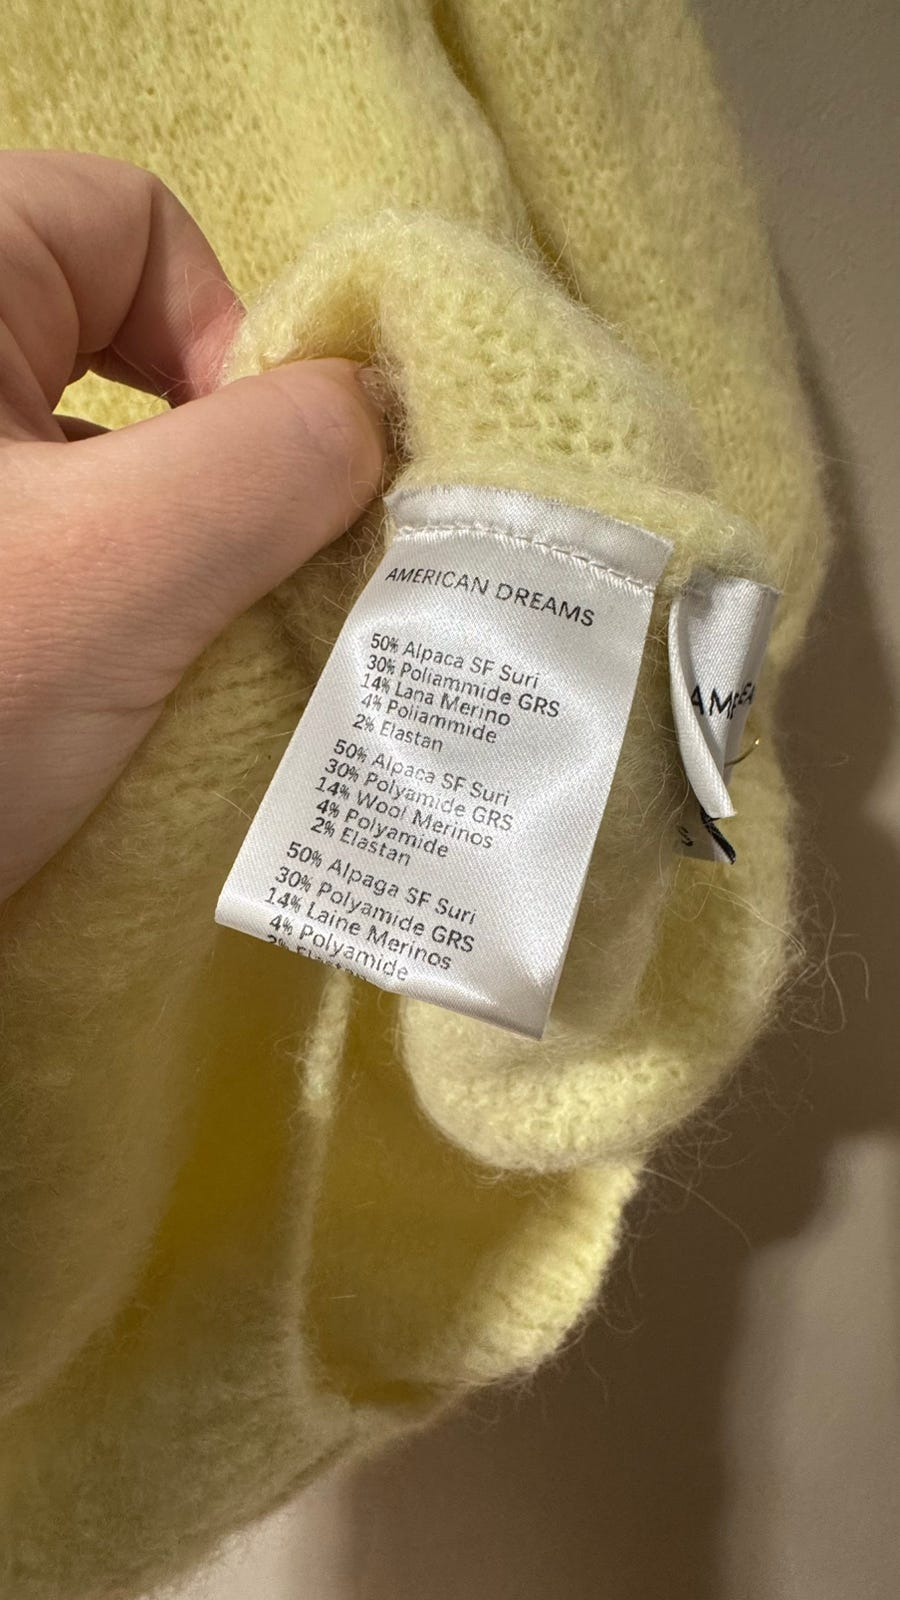 AMERICAN DREAMS
50% Alpaca SF Suri
30% Poliammide GRS
14% Lana Merino
4% Poliammide
2% Elastan
50% Alpaca SF Suri
30% Polyamide GRS
14% Wool Merinos
4% Polyamide
2% Elastan
50% Alpaga SF Suri
30% Polyamide GRS
14% Laine Merinos
4% Polyamide